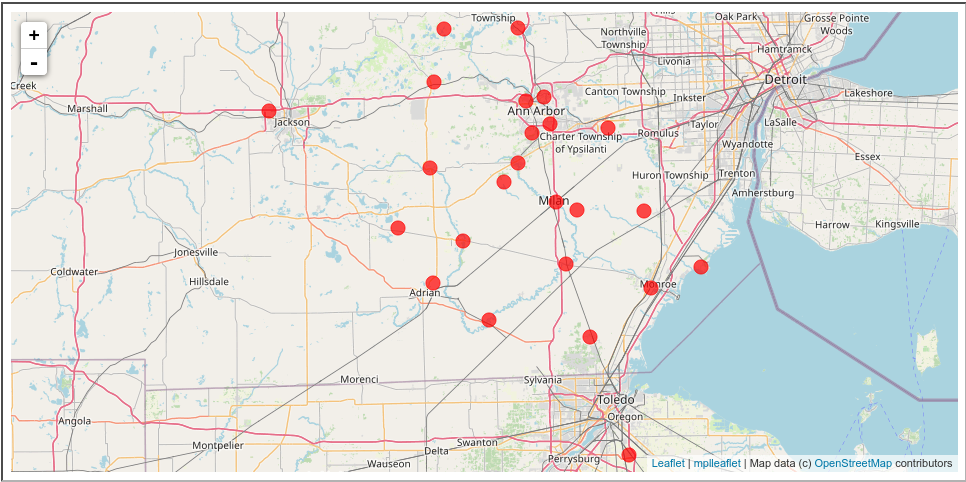 +
-
Township
Oak Park
Grosse Pointe
Woods
Northville
Township
Hamtramck
Livonia
Detroit
Creek
Canton Township
Inkster
Lakeshore
Marshall
Jackson
Ann Arbor
Charter Township
of Ypsilanti
Romulus
Taylor
LaSalle
Wyandotte
Essex
Huron Township
Trenton
Amherstburg
Milan
Harrow
Kingsville
Jonesville
Coldwater
Hillsdale
Monroe
Adrian
Morenci
Sylvania
Toledo
Oregon
Angola
Montpelier
Swanton
Delta
Wauseon
Perrysburg
Leaflet | mplleaflet | Map data (c) OpenStreetMap contributors